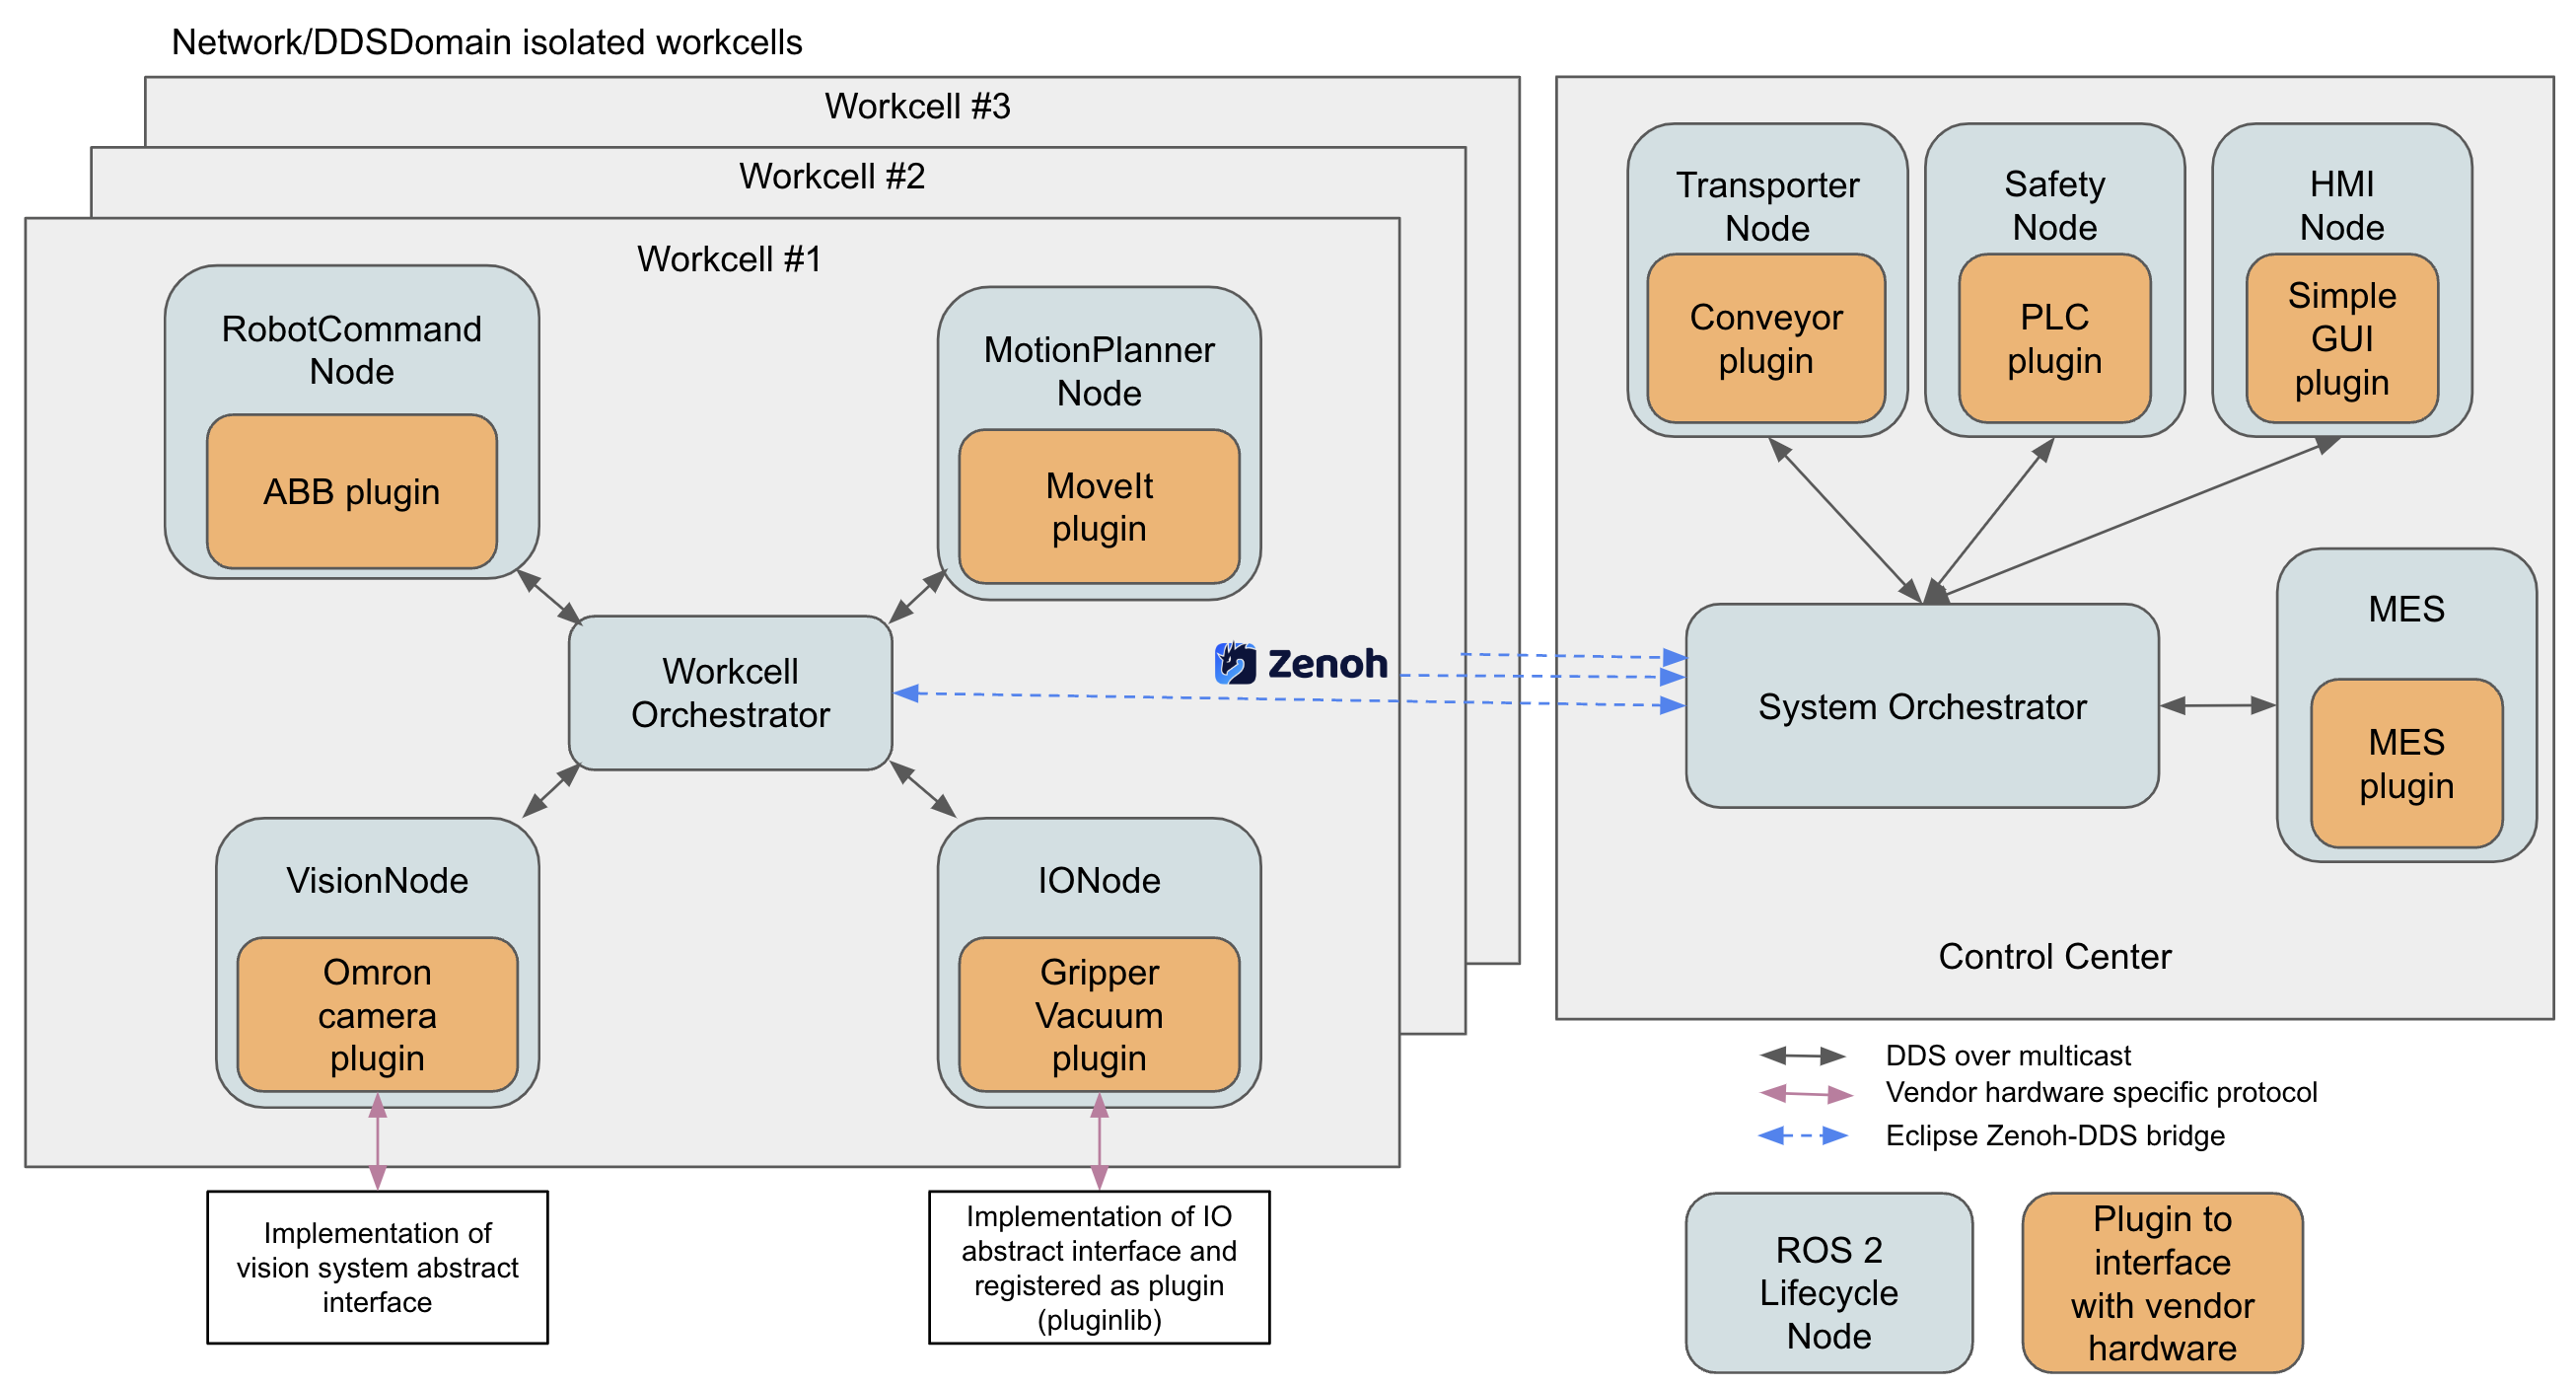 Network/DDSDomain isolated workcells
Workcell #3
Workcell #2
Workcell #1
RobotCommand
Node
ABB plugin
MotionPlanner
Node
MoveIt
plugin
Workcell
Orchestrator
VisionNode
Omron
camera
plugin
IONode
Gripper
Vacuum
plugin
Implementation of
vision system abstract
interface
Implementation of IO
abstract interface and
registered as plugin
(pluginlib)
Zenoh
Transporter
Node
Conveyor
plugin
Safety
Node
PLC
plugin
HMI
Node
Simple
GUI
plugin
System Orchestrator
MES
MES
plugin
Control Center
DDS over multicast
Vendor hardware specific protocol
Eclipse Zenoh-DDS bridge
ROS 2
Lifecycle
Node
Plugin to
interface
with vendor
hardware